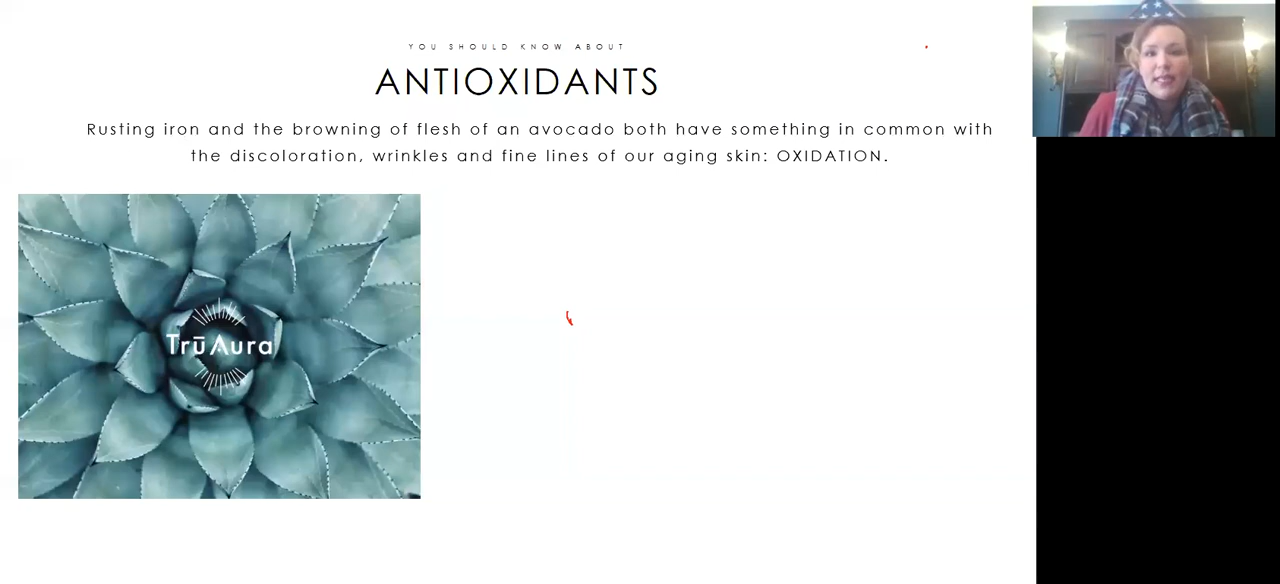 YOU SHOULD KNOW ABOUT
ANTIOXIDANTS
Rusting iron and the browning of flesh of an avocado both have something in common with
the discoloration, wrinkles and fine lines of our aging skin: OXIDATION.
TrūAura